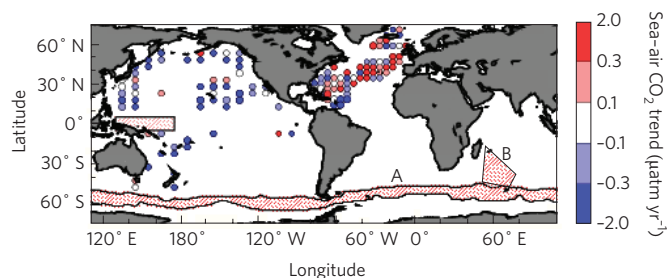 60° N
30° N
0°
30° S
60° S
Latitude
A
B
120° E 180° 120° W 60° W 0° 60° E
Longitude
2.0
0.3
0.1
−0.1
−0.3
−2.0
Sea–air CO₂ trend (μatm yr⁻¹)